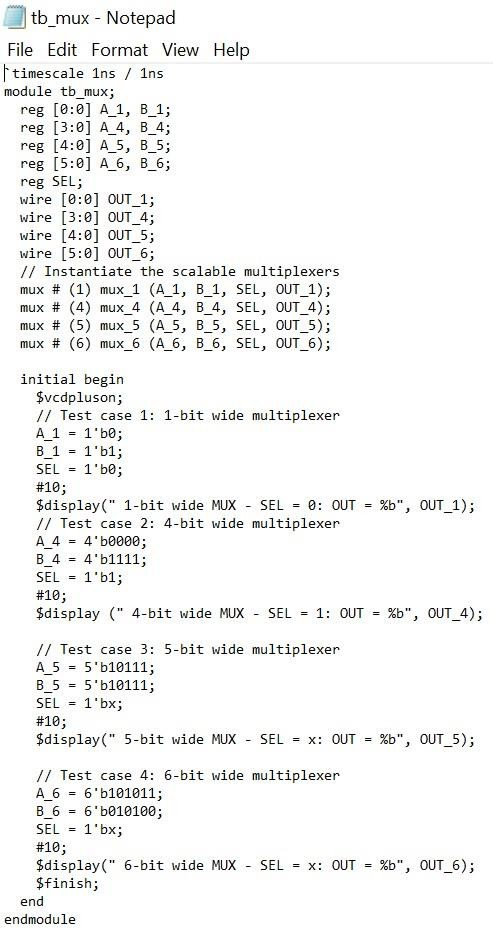 tb_mux - Notepad
File Edit Format View Help
`timescale 1ns / 1ns
module tb_mux;
  reg [0:0] A_1, B_1;
  reg [3:0] A_4, B_4;
  reg [4:0] A_5, B_5;
  reg [5:0] A_6, B_6;
  reg SEL;
  wire [0:0] OUT_1;
  wire [3:0] OUT_4;
  wire [4:0] OUT_5;
  wire [5:0] OUT_6;
  // Instantiate the scalable multiplexers
  mux # (1) mux_1 (A_1, B_1, SEL, OUT_1);
  mux # (4) mux_4 (A_4, B_4, SEL, OUT_4);
  mux # (5) mux_5 (A_5, B_5, SEL, OUT_5);
  mux # (6) mux_6 (A_6, B_6, SEL, OUT_6);

  initial begin
    $vcdpluson;
    // Test case 1: 1-bit wide multiplexer
    A_1 = 1'b0;
    B_1 = 1'b1;
    SEL = 1'b0;
    #10;
    $display(" 1-bit wide MUX - SEL = 0: OUT = %b", OUT_1);
    // Test case 2: 4-bit wide multiplexer
    A_4 = 4'b0000;
    B_4 = 4'b1111;
    SEL = 1'b1;
    #10;
    $display (" 4-bit wide MUX - SEL = 1: OUT = %b", OUT_4);

    // Test case 3: 5-bit wide multiplexer
    A_5 = 5'b10111;
    B_5 = 5'b10111;
    SEL = 1'bx;
    #10;
    $display(" 5-bit wide MUX - SEL = x: OUT = %b", OUT_5);

    // Test case 4: 6-bit wide multiplexer
    A_6 = 6'b101011;
    B_6 = 6'b010100;
    SEL = 1'bx;
    #10;
    $display(" 6-bit wide MUX - SEL = x: OUT = %b", OUT_6);
    $finish;
  end
endmodule